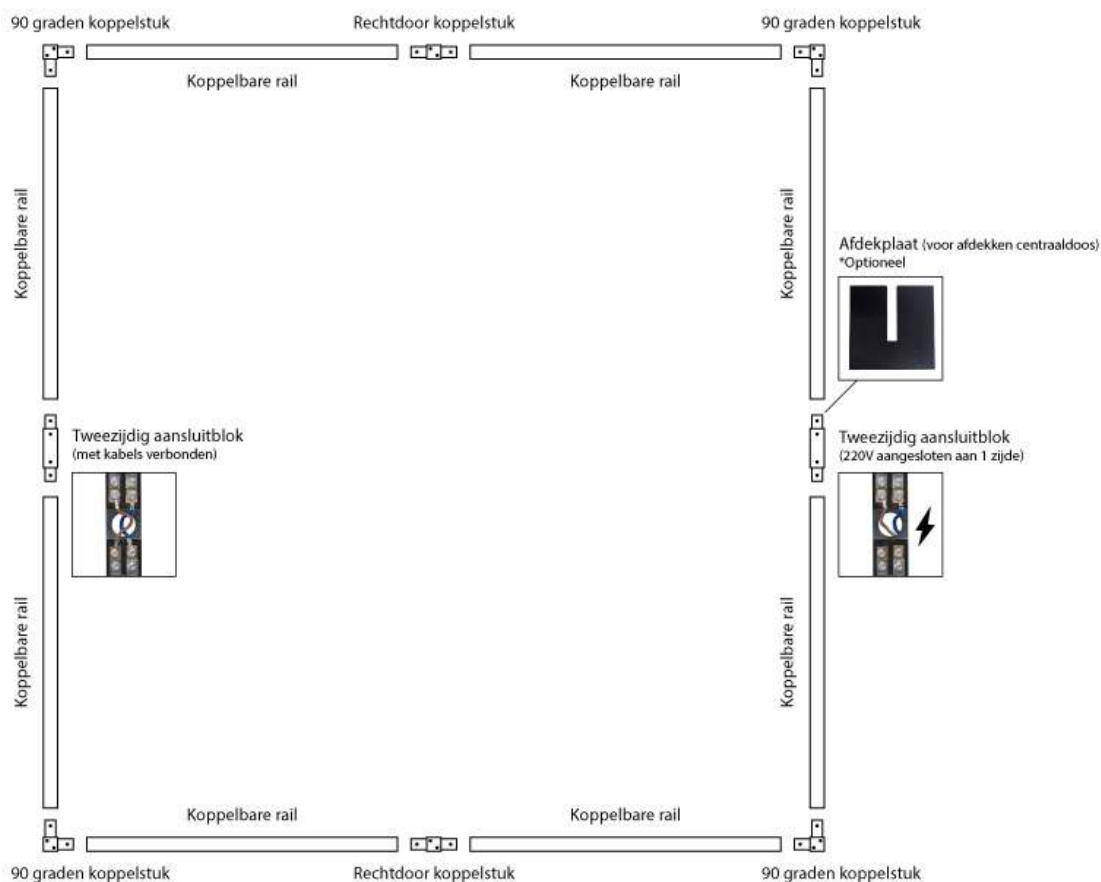 90 graden koppelstuk
Rechtdoor koppelstuk
90 graden koppelstuk
Koppelbare rail
Koppelbare rail
Koppelbare rail
Koppelbare rail
Afdekplaat (voor afdekken centraaldoos)
*Optioneel
Tweezijdig aansluitblok
(met kabels verbonden)
Tweezijdig aansluitblok
(220V aangesloten aan 1 zijde)
Koppelbare rail
Koppelbare rail
Koppelbare rail
Koppelbare rail
90 graden koppelstuk
Rechtdoor koppelstuk
90 graden koppelstuk